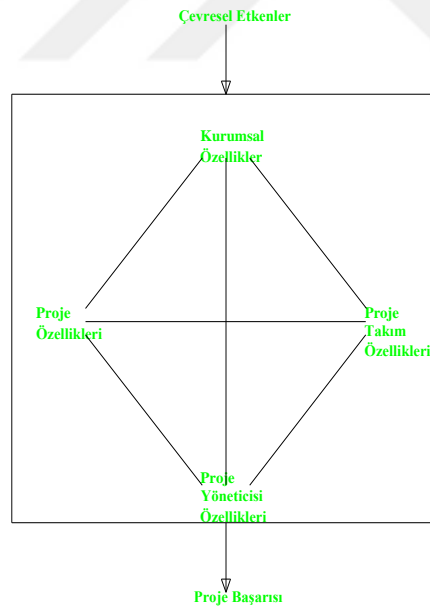 Çevresel Etkenler
Kurumsal
Özellikler
Proje
Özellikleri
Proje
Takım
Özellikleri
Proje
Yöneticisi
Özellikleri
Proje Başarısı